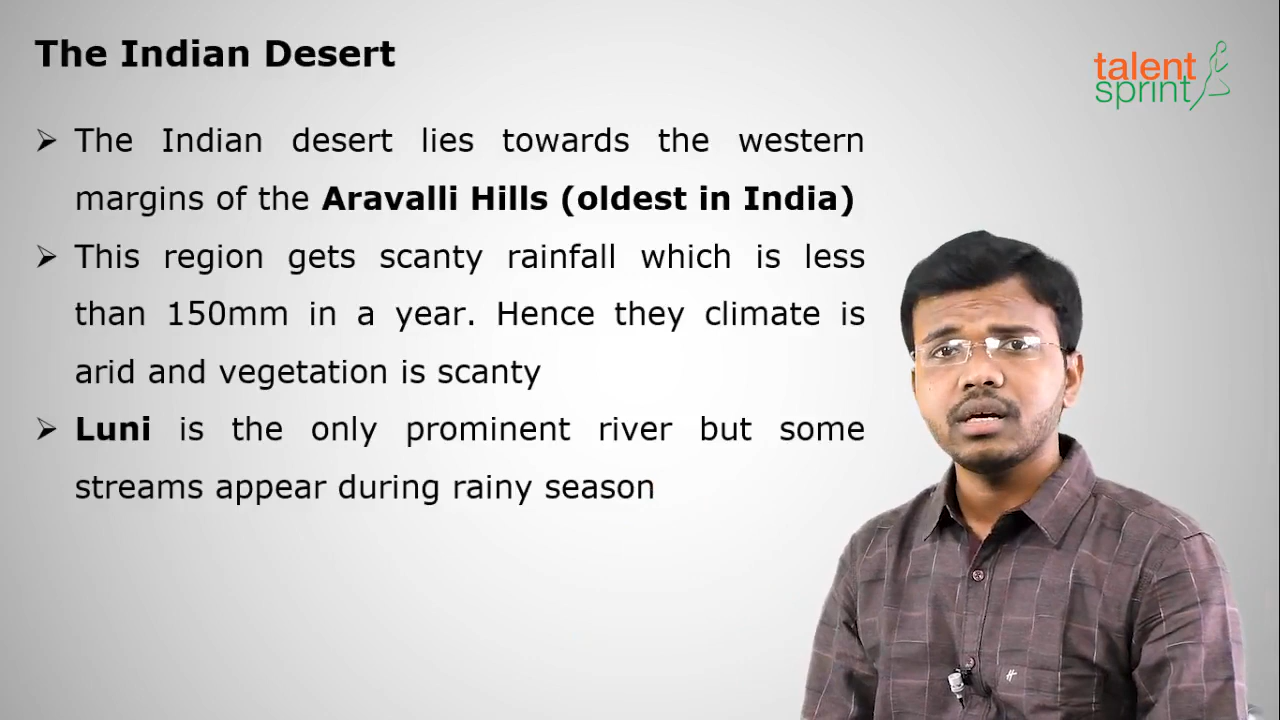 The Indian Desert
talent
sprint
➢ The Indian desert lies towards the western
margins of the Aravalli Hills (oldest in India)
➢ This region gets scanty rainfall which is less
than 150mm in a year. Hence they climate is
arid and vegetation is scanty
➢ Luni is the only prominent river but some
streams appear during rainy season